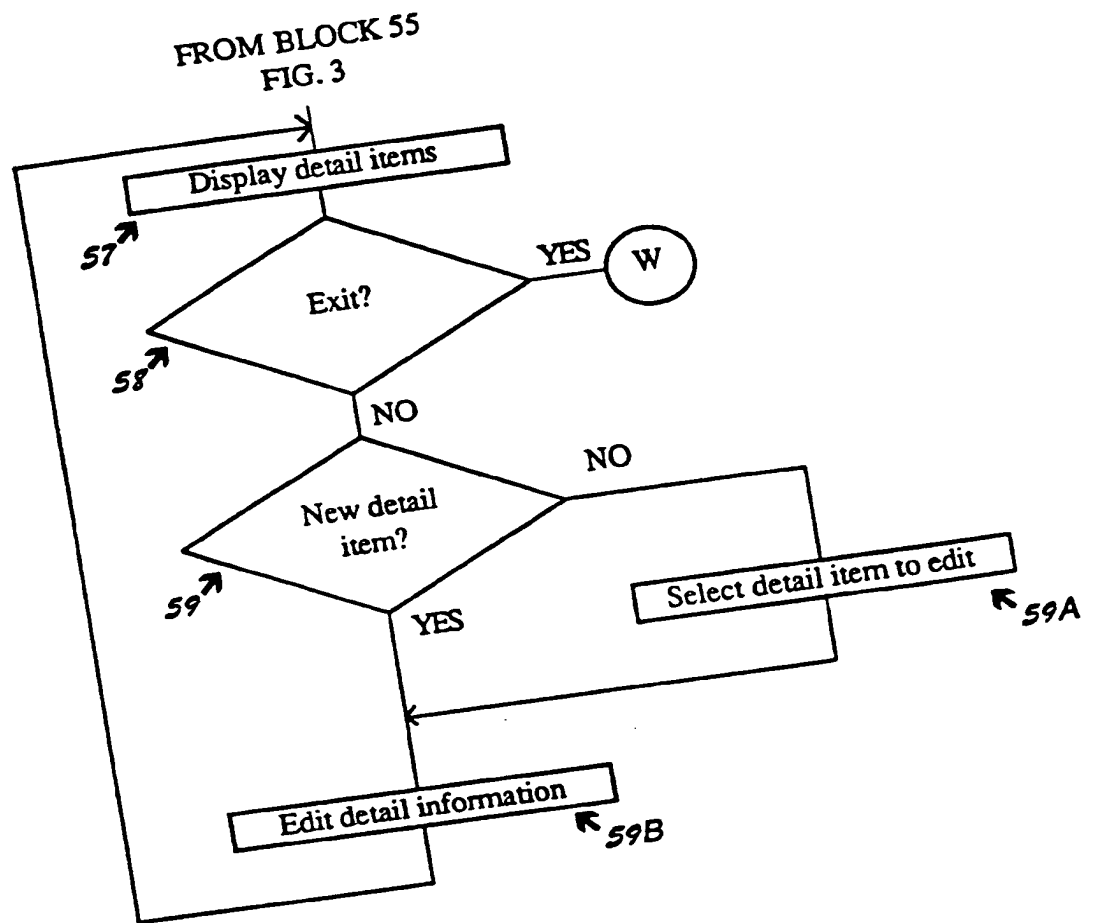 FROM BLOCK 55
FIG. 3
Display detail items
57
YES
W
Exit?
58
NO
NO
New detail
item?
Select detail item to edit
59
YES
59A
Edit detail information
59B